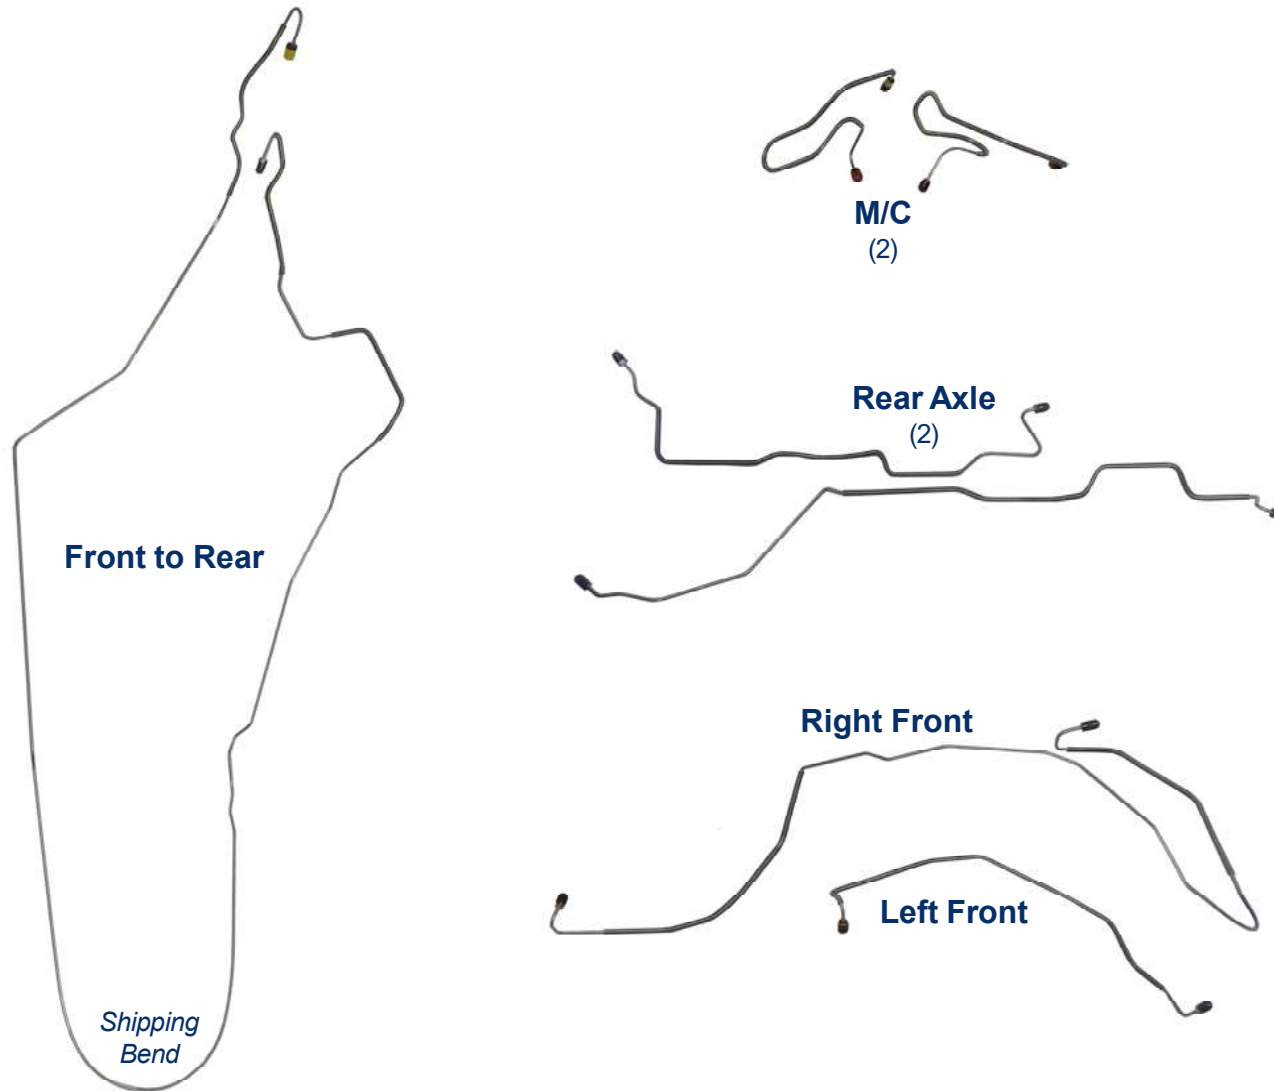 M/C
(2)
Rear Axle
(2)
Front to Rear
Right Front
Left Front
Shipping
Bend